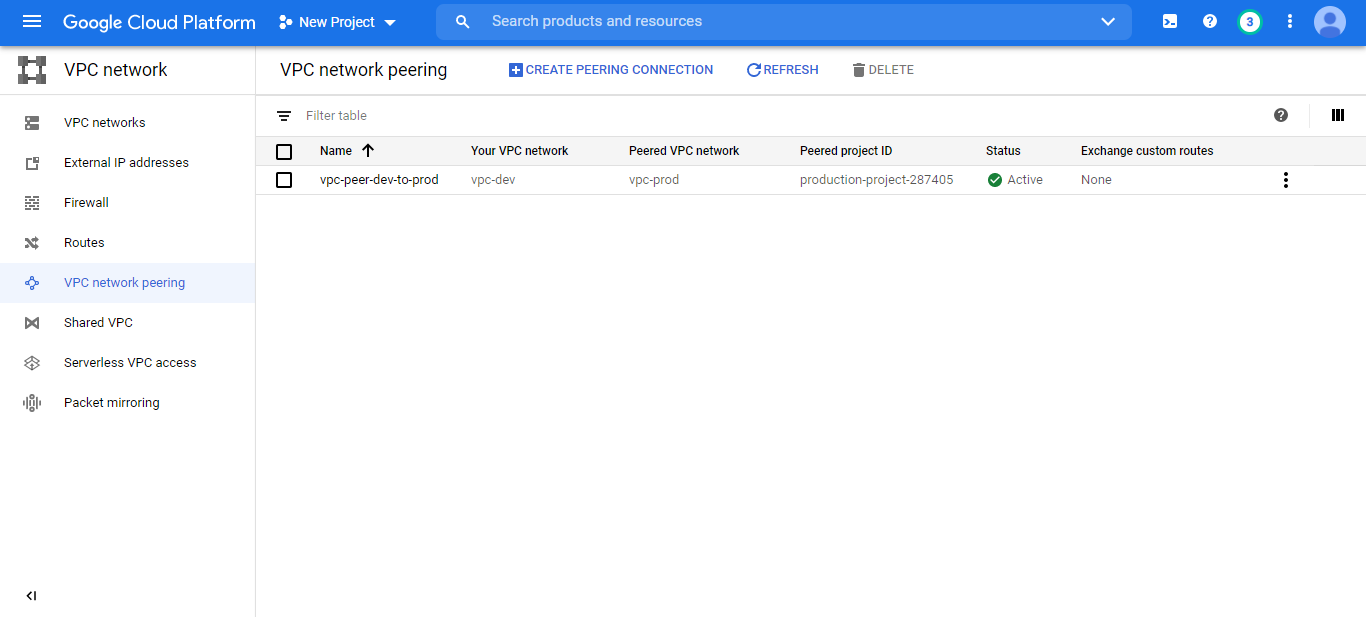 Google Cloud Platform New Project Search products and resources 3
VPC network
VPC network peering CREATE PEERING CONNECTION REFRESH DELETE
VPC networks
External IP addresses
Firewall
Routes
VPC network peering
Shared VPC
Serverless VPC access
Packet mirroring
Filter table
Name Your VPC network Peered VPC network Peered project ID Status Exchange custom routes
vpc-peer-dev-to-prod vpc-dev vpc-prod production-project-287405 Active None